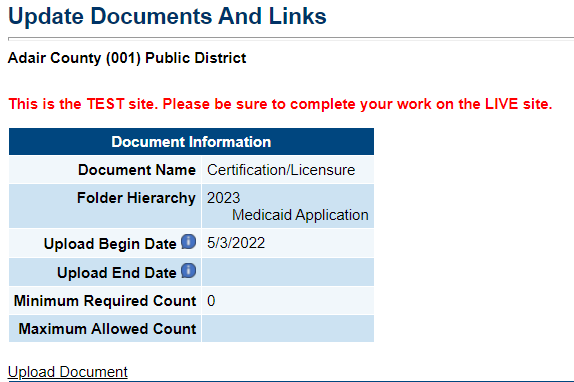 Update Documents And Links
Adair County (001) Public District
This is the TEST site. Please be sure to complete your work on the LIVE site.
Document Information
Document Name Certification/Licensure
Folder Hierarchy 2023
Medicaid Application
Upload Begin Date i 5/3/2022
Upload End Date i
Minimum Required Count 0
Maximum Allowed Count
Upload Document